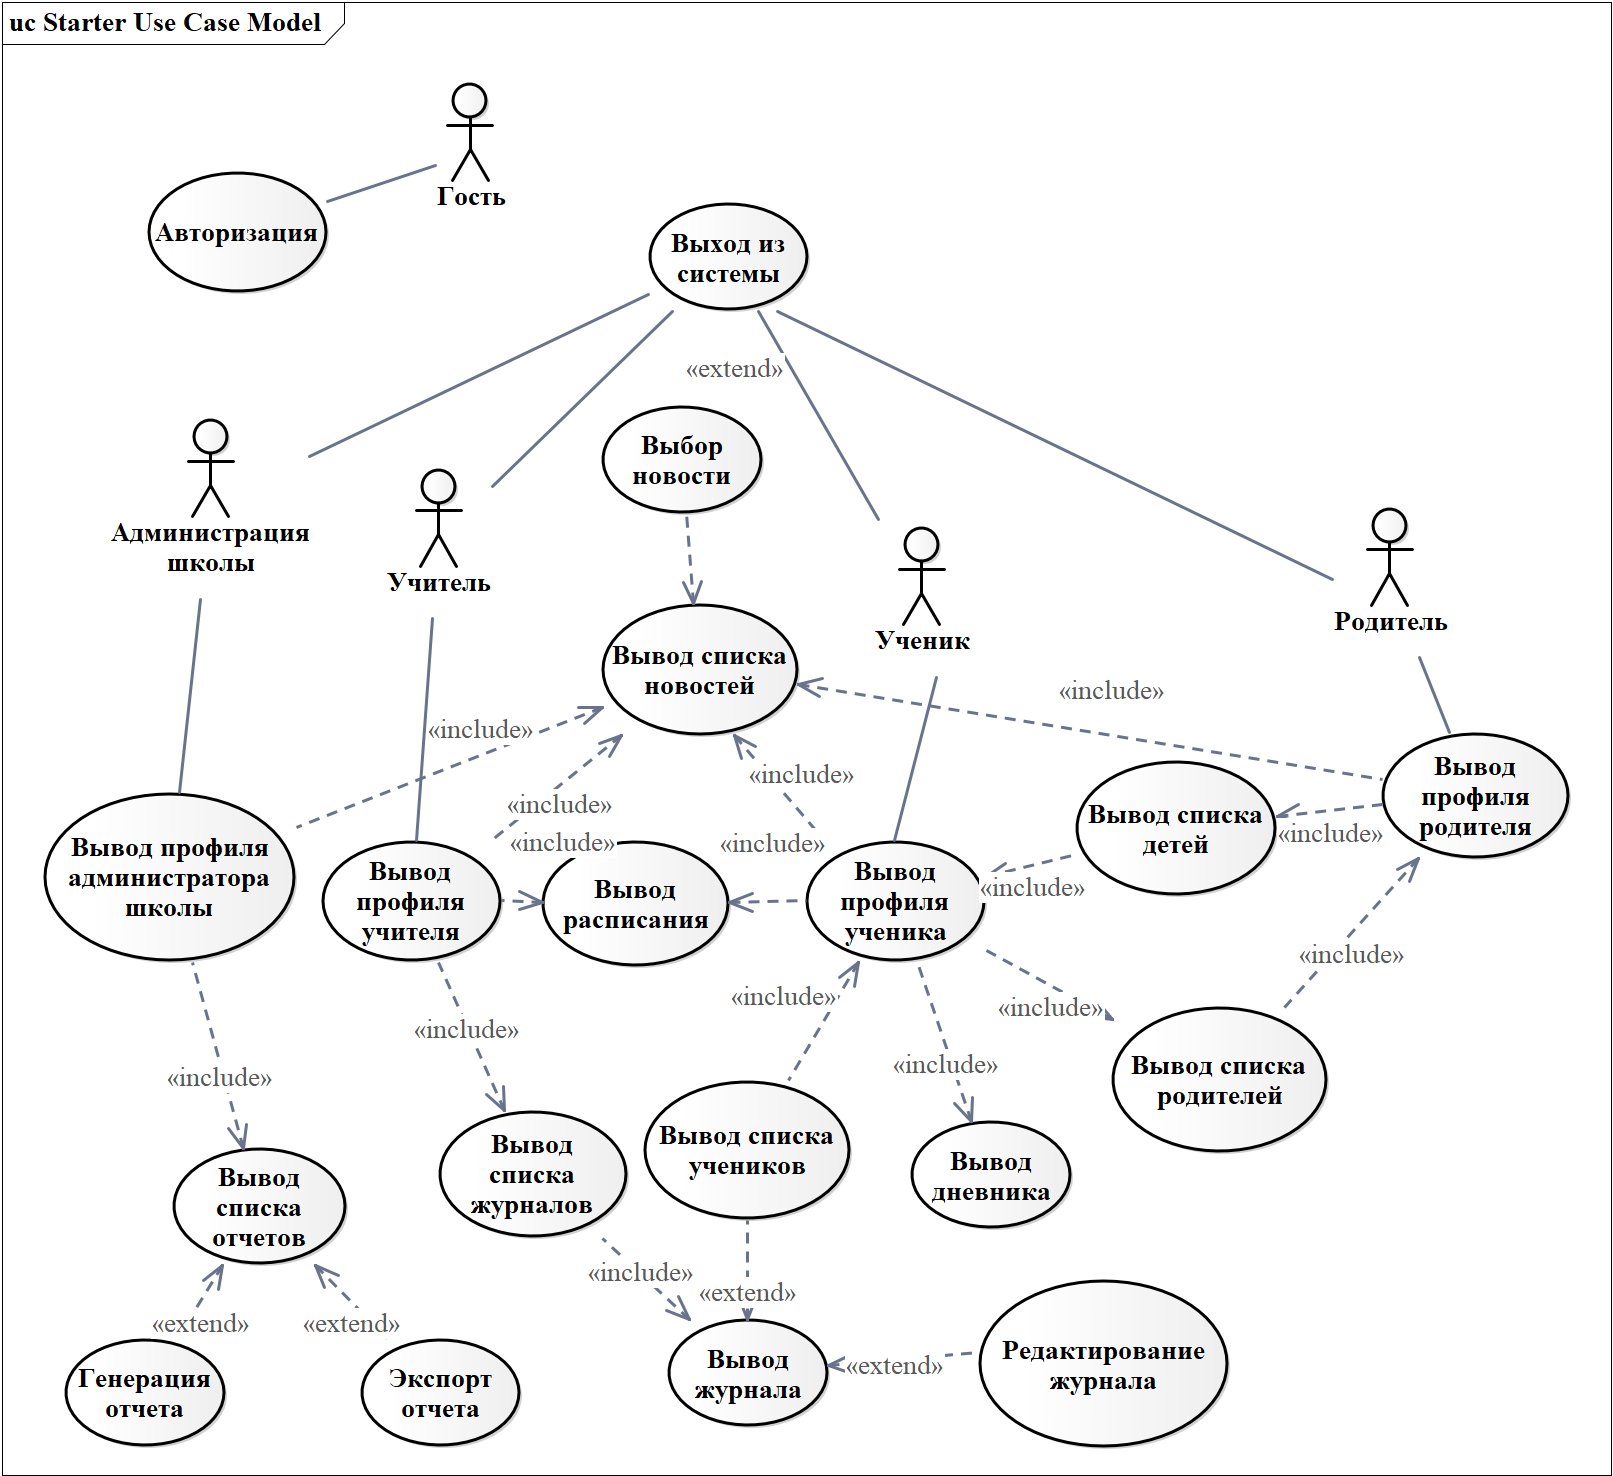 uc Starter Use Case Model
Гость
Авторизация
Выход из
системы
«extend»
Выбор
новости
Администрация
школы
Учитель
Ученик
Родитель
Вывод списка
новостей
«include»
«include»
«include»
«include»
«include»
«include»
Вывод
профиля
родителя
Вывод списка
детей
«include»
«include»
Вывод профиля
администратора
школы
Вывод
профиля
учителя
Вывод
расписания
Вывод
профиля
ученика
«include»
«include»
«include»
«include»
«include»
«include»
Вывод списка
родителей
Вывод
списка
отчетов
Вывод
списка
журналов
Вывод списка
учеников
Вывод
дневника
«include»
«extend»
«extend»
«extend»
«extend»
Генерация
отчета
Экспорт
отчета
Вывод
журнала
Редактирование
журнала